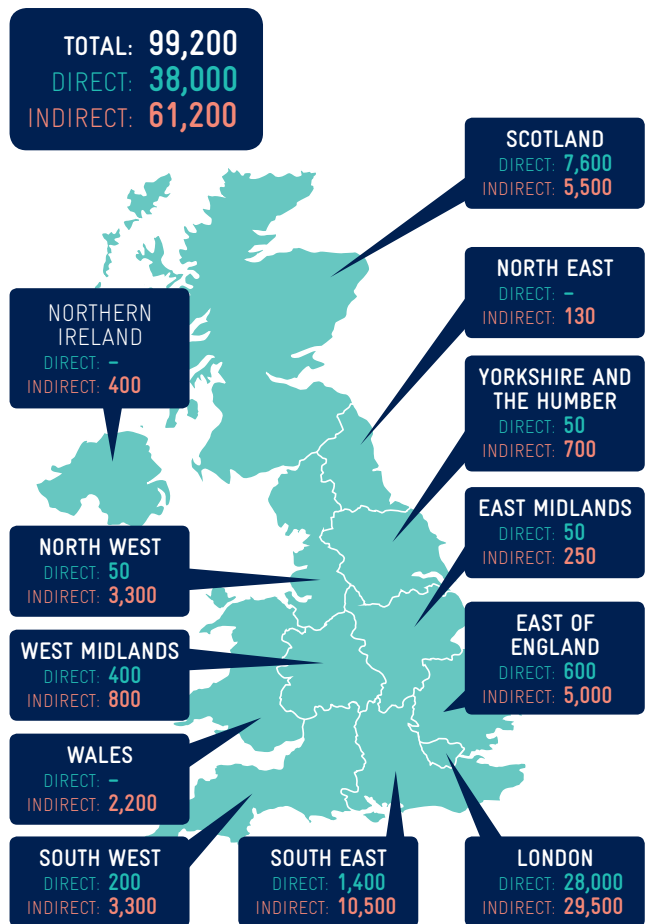 TOTAL: 99,200
DIRECT: 38,000
INDIRECT: 61,200
SCOTLAND
DIRECT: 7,600
INDIRECT: 5,500
NORTH EAST
DIRECT: –
INDIRECT: 130
NORTHERN
IRELAND
DIRECT: –
INDIRECT: 400
YORKSHIRE AND
THE HUMBER
DIRECT: 50
INDIRECT: 700
EAST MIDLANDS
DIRECT: 50
INDIRECT: 250
NORTH WEST
DIRECT: 50
INDIRECT: 3,300
EAST OF
ENGLAND
DIRECT: 600
INDIRECT: 5,000
WEST MIDLANDS
DIRECT: 400
INDIRECT: 800
WALES
DIRECT: –
INDIRECT: 2,200
SOUTH WEST
DIRECT: 200
INDIRECT: 3,300
SOUTH EAST
DIRECT: 1,400
INDIRECT: 10,500
LONDON
DIRECT: 28,000
INDIRECT: 29,500